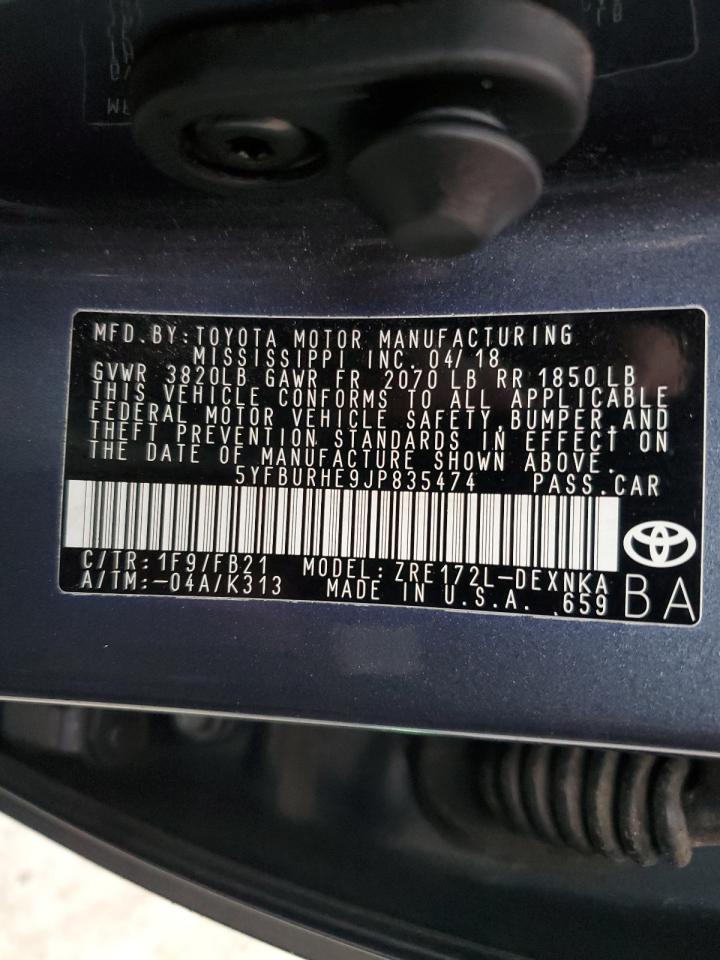 MFD.BY:TOYOTA MOTOR MANUFACTURING
MISSISSIPPI INC. 04/18
GVWR 3820LB GAWR FR 2070 LB RR 1850 LB
THIS VEHICLE CONFORMS TO ALL APPLICABLE
FEDERAL MOTOR VEHICLE SAFETY,BUMPER,AND
THEFT PREVENTION STANDARDS IN EFFECT ON
THE DATE OF MANUFACTURE SHOWN ABOVE.
5YFBURHE9JP835474 PASS.CAR
C/TR:1F9/FB21 MODEL:ZRE172L-DEXNKA
A/TM:-04A/K313 MADE IN U.S.A. 659
BA